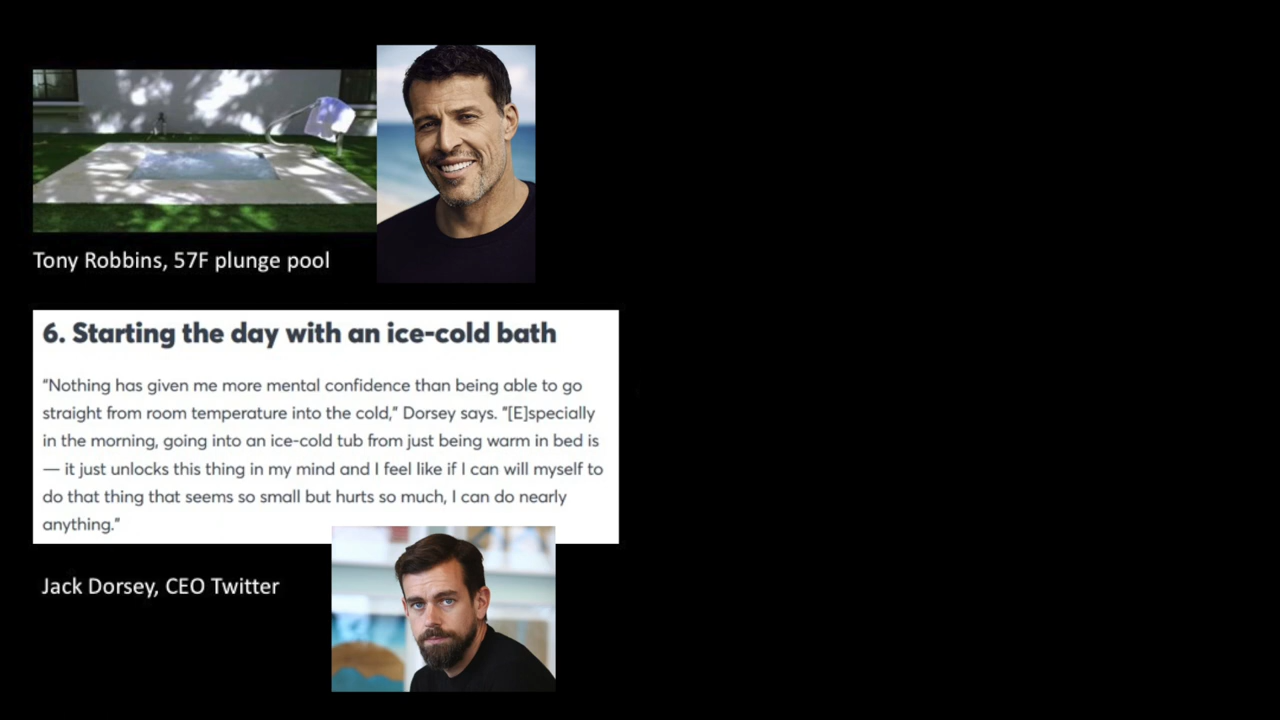 Tony Robbins, 57F plunge pool
6. Starting the day with an ice-cold bath
“Nothing has given me more mental confidence than being able to go
straight from room temperature into the cold,” Dorsey says. “[E]specially
in the morning, going into an ice-cold tub from just being warm in bed is
— it just unlocks this thing in my mind and I feel like if I can will myself to
do that thing that seems so small but hurts so much, I can do nearly
anything.”
Jack Dorsey, CEO Twitter